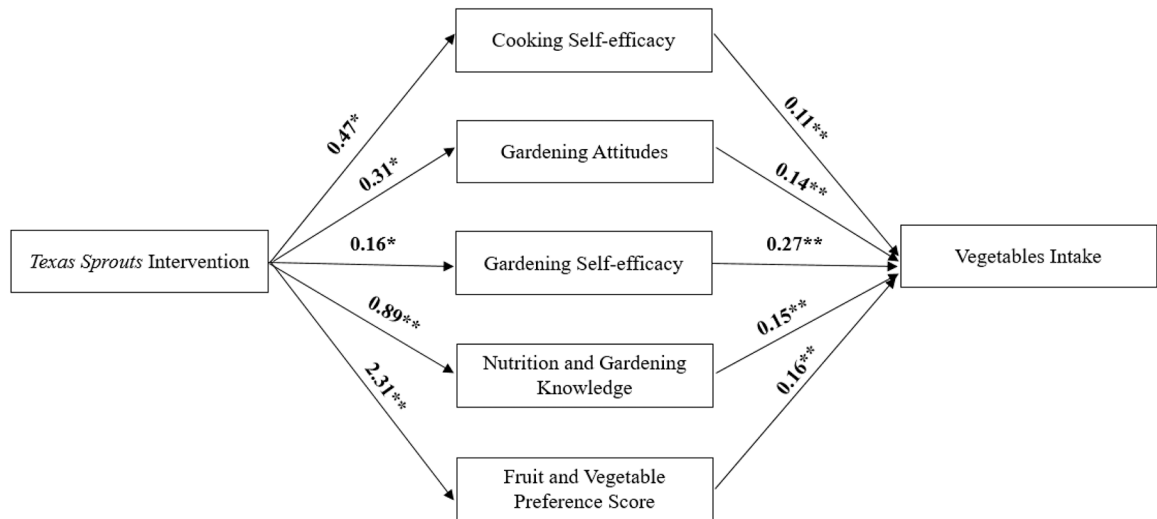 Cooking Self-efficacy
0.47*
0.11**
Gardening Attitudes
0.31*
0.14**
Texas Sprouts Intervention
0.16*
Gardening Self-efficacy
0.27**
Vegetables Intake
0.89**
0.15**
Nutrition and Gardening
Knowledge
2.31**
0.16**
Fruit and Vegetable
Preference Score